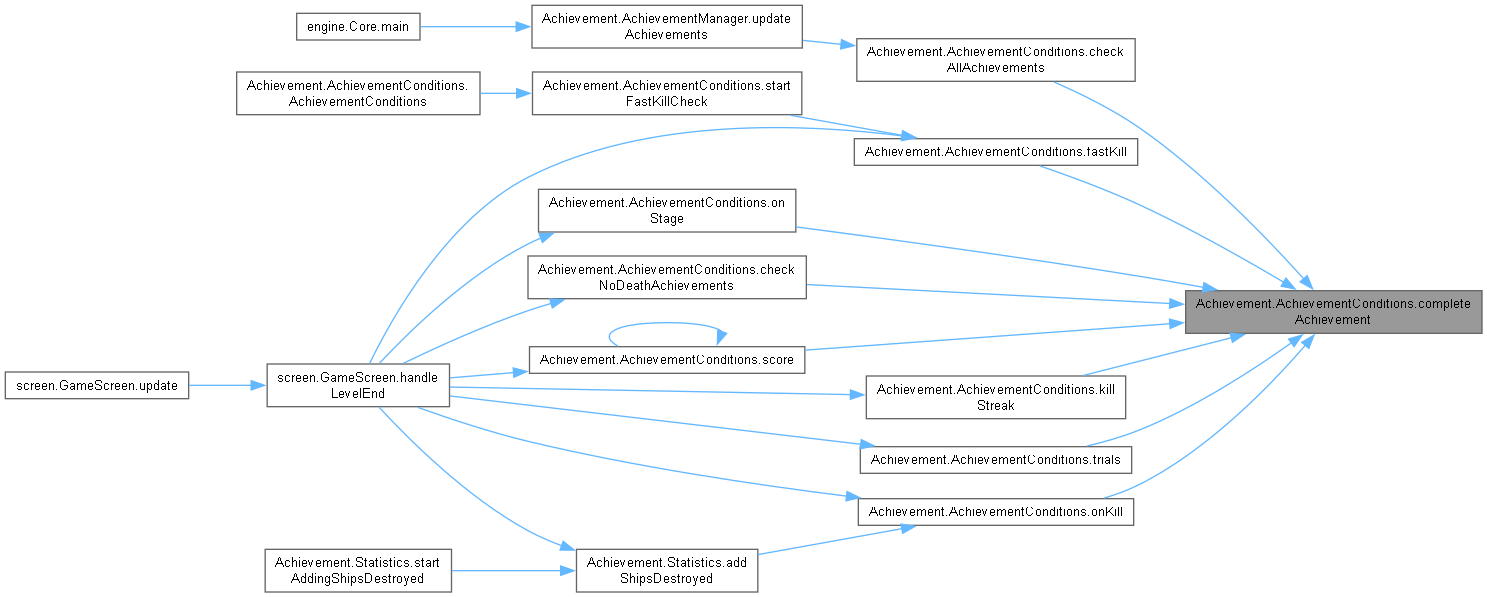 engine.Core.main
Achievement.AchievementManager.update
Achievements
Achievement.AchievementConditions.check
AllAchievements
Achievement.AchievementConditions.
AchievementConditions
Achievement.AchievementConditions.start
FastKillCheck
Achievement.AchievementConditions.fastKill
Achievement.AchievementConditions.on
Stage
Achievement.AchievementConditions.check
NoDeathAchievements
Achievement.AchievementConditions.complete
Achievement
Achievement.AchievementConditions.score
screen.GameScreen.update
screen.GameScreen.handle
LevelEnd
Achievement.AchievementConditions.kill
Streak
Achievement.AchievementConditions.trials
Achievement.AchievementConditions.onKill
Achievement.Statistics.start
AddingShipsDestroyed
Achievement.Statistics.add
ShipsDestroyed